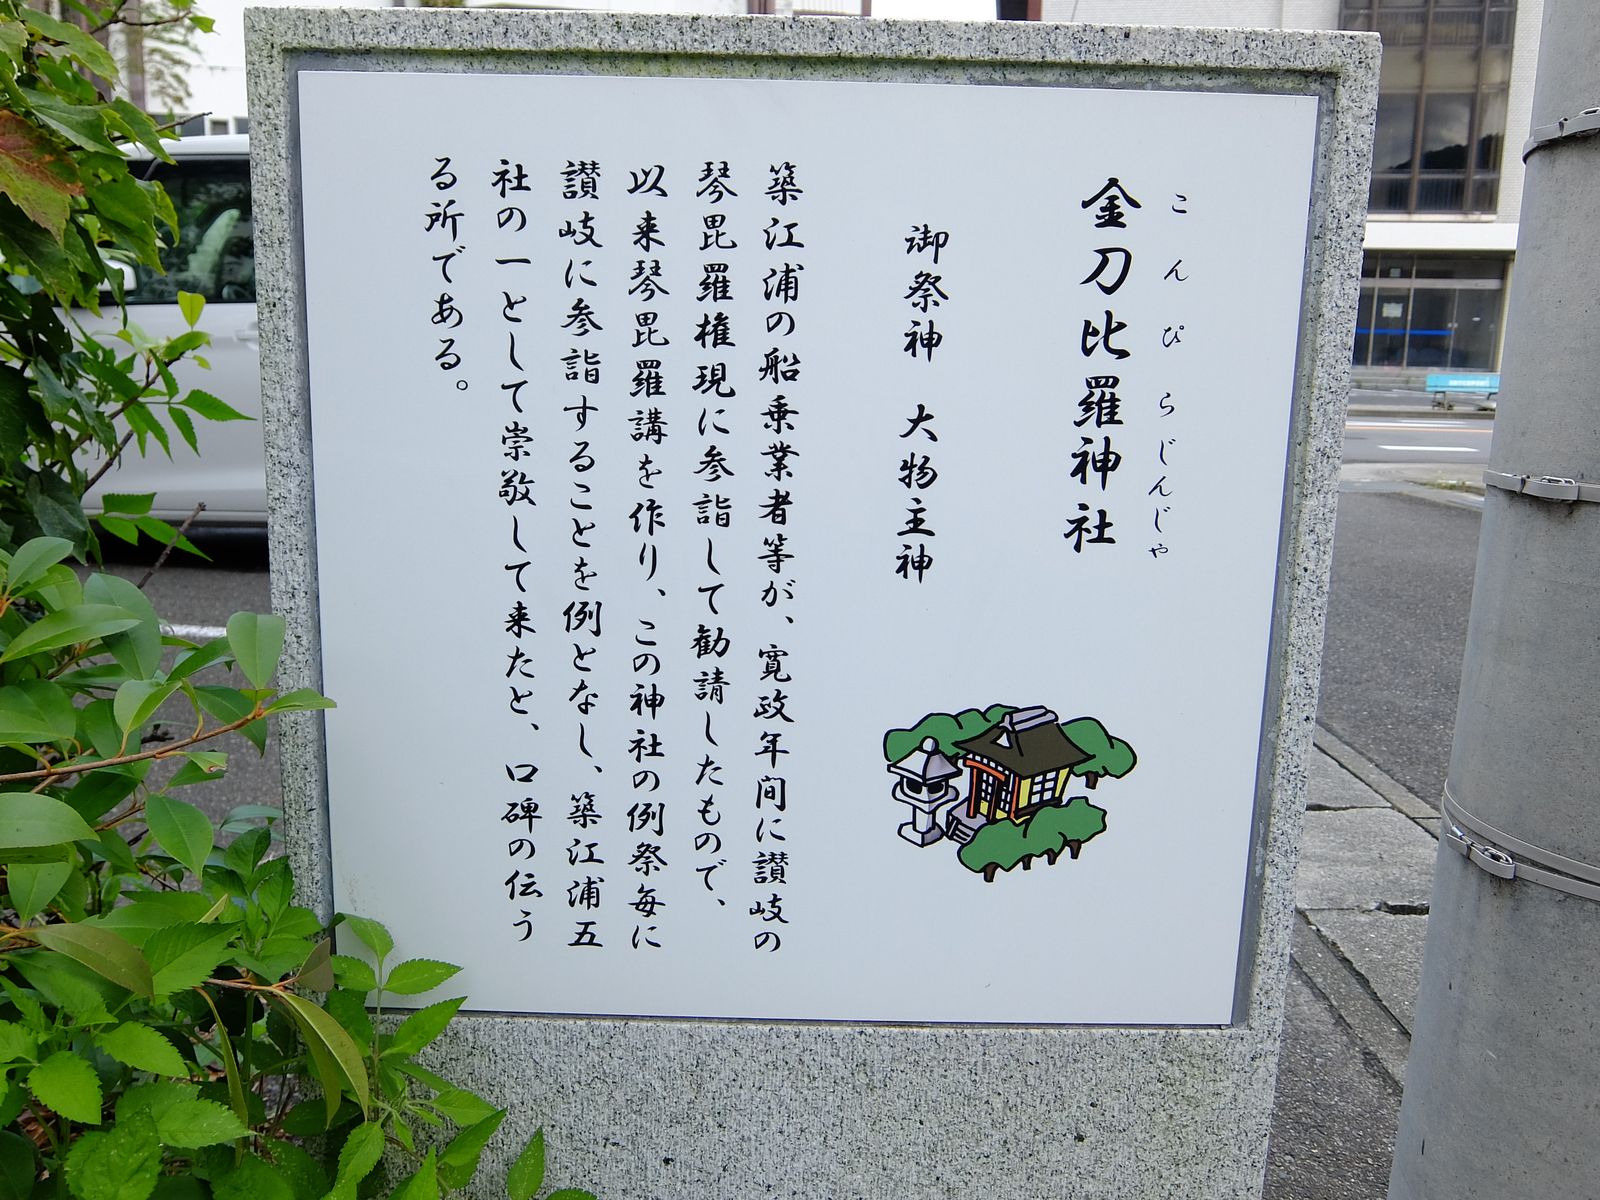 こんぴらじんじゃ
金刀比羅神社
御祭神　大物主神
築江浦の船乗業者等が、寛政年間に讃岐の
琴毘羅権現に参詣して勧請したもので、
以来琴毘羅講を作り、この神社の例祭毎に
讃岐に参詣することを例となし、築江浦五
社の一として崇敬して来たと、口碑の伝う
る所である。